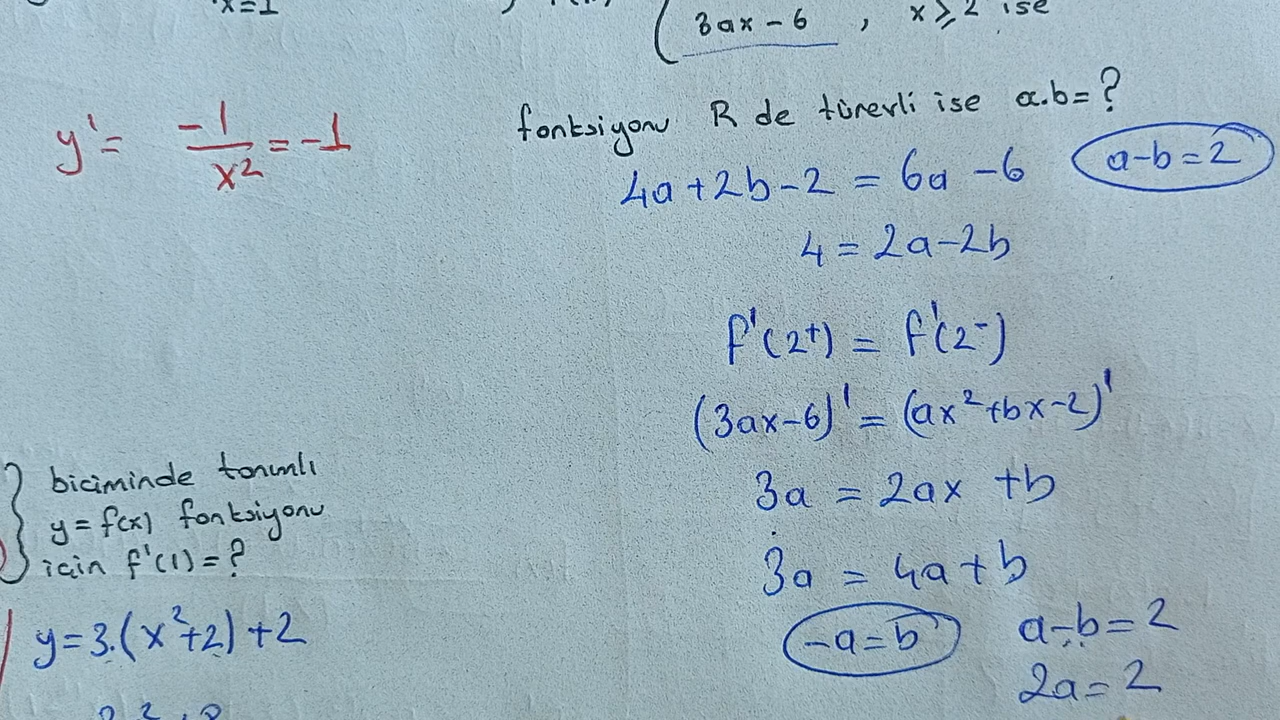 x=1
3ax-6 , x≥2 ise
fonksiyonu R de türevli ise a.b=?
y' = -1/x² = -1
4a+2b-2 = 6a-6
a-b=2
4 = 2a-2b
f'(2⁺) = f'(2⁻)
(3ax-6)' = (ax²+bx-2)'
3a = 2ax +b
3a = 4a+b
-a=b
a-b=2
2a=2
biçiminde tanımlı
y=f(x) fonksiyonu
için f'(1)=?
y=3.(x²+2)+2